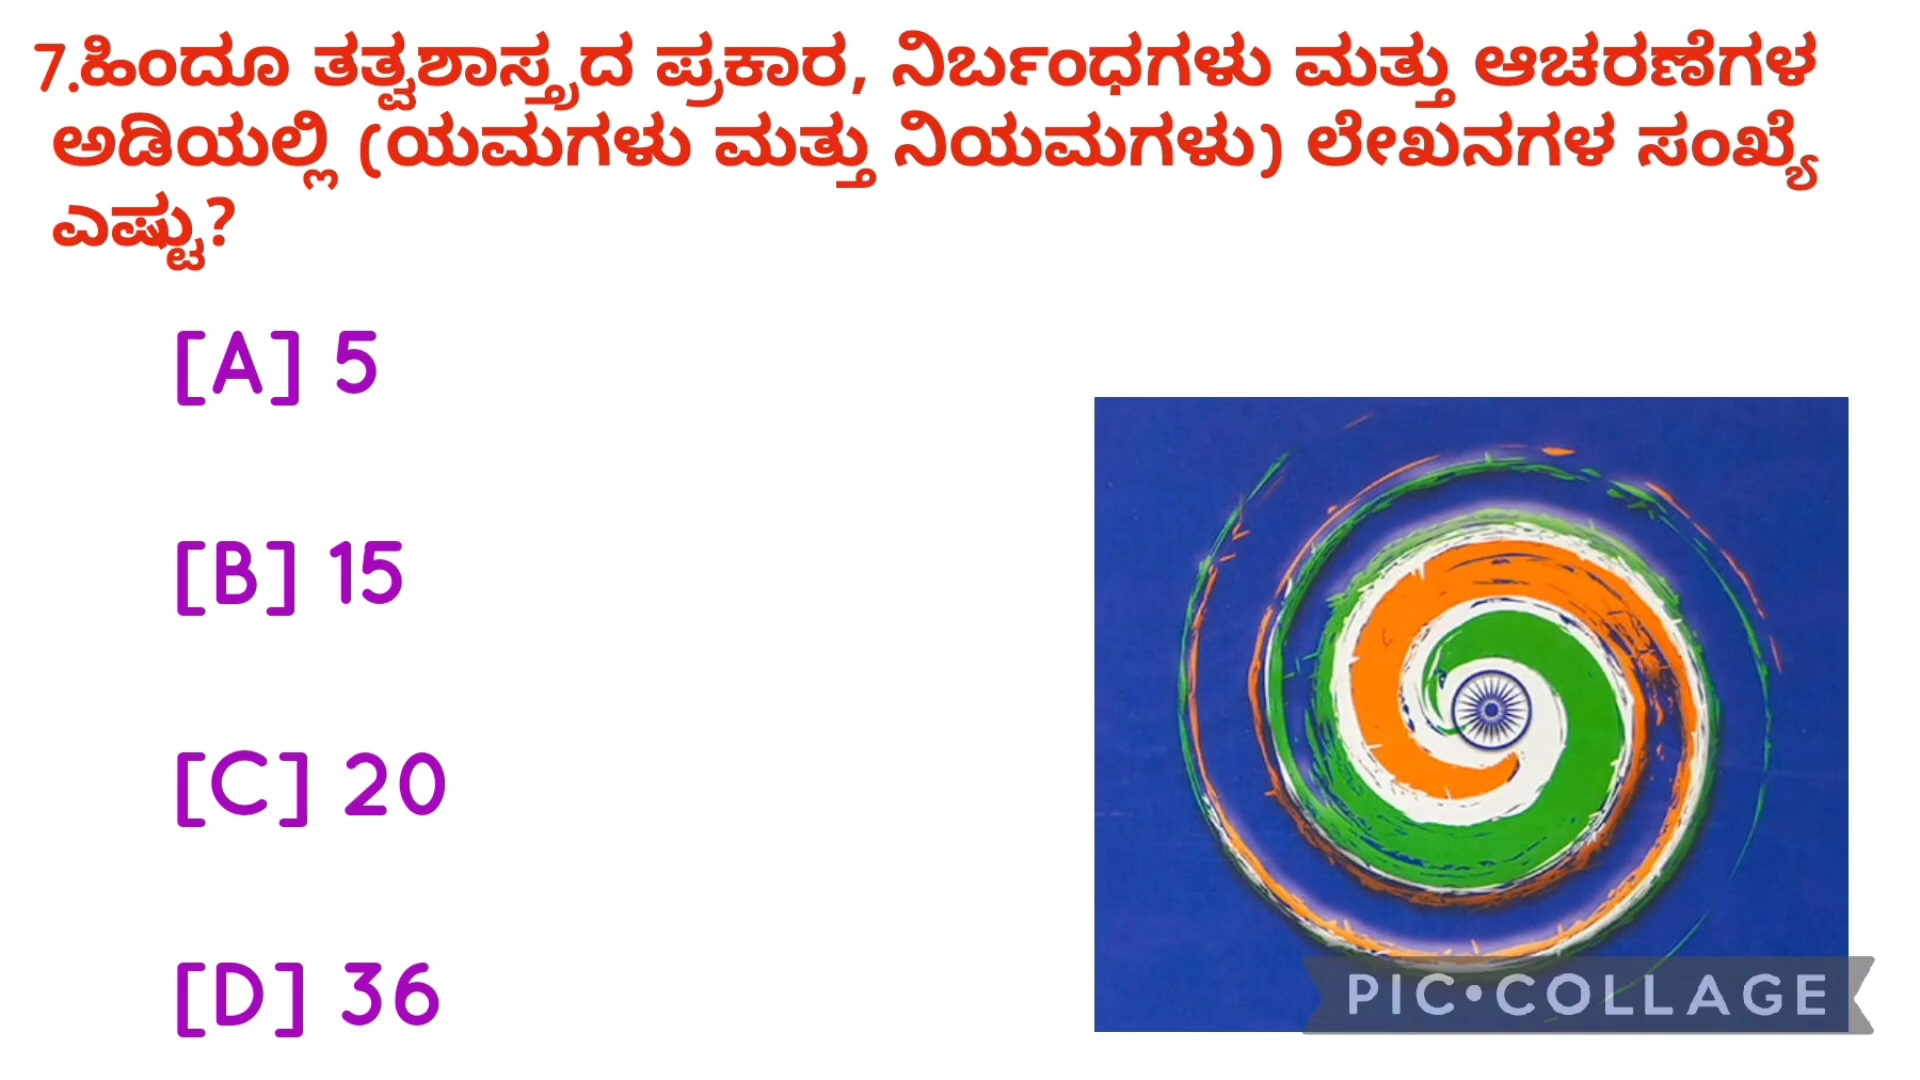 7.ಹಿಂದೂ ತತ್ವಶಾಸ್ತ್ರದ ಪ್ರಕಾರ, ನಿರ್ಬಂಧಗಳು ಮತ್ತು ಆಚರಣೆಗಳ
ಅಡಿಯಲ್ಲಿ (ಯಮಗಳು ಮತ್ತು ನಿಯಮಗಳು) ಲೇಖನಗಳ ಸಂಖ್ಯೆ
ಎಷ್ಟು?
[A] 5
[B] 15
[C] 20
[D] 36
PIC•COLLAGE